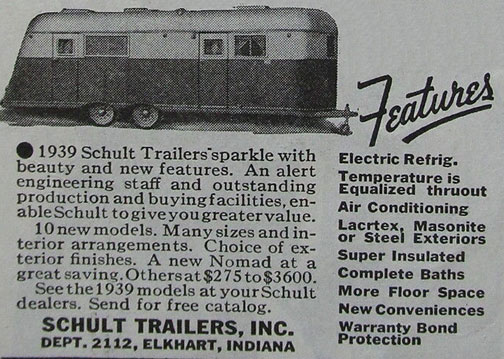 Features
● 1939 Schult Trailers sparkle with
beauty and new features. An alert
engineering staff and outstanding
production and buying facilities, en-
able Schult to give you greater value.
10 new models. Many sizes and in-
terior arrangements. Choice of ex-
terior finishes. A new Nomad at a
great saving. Others at $275 to $3600.
See the 1939 models at your Schult
dealers. Send for free catalog.
SCHULT TRAILERS, INC.
DEPT. 2112, ELKHART, INDIANA
Electric Refrig.
Temperature is
Equalized thruout
Air Conditioning
Lacrtex, Masonite
or Steel Exteriors
Super Insulated
Complete Baths
More Floor Space
New Conveniences
Warranty Bond
Protection